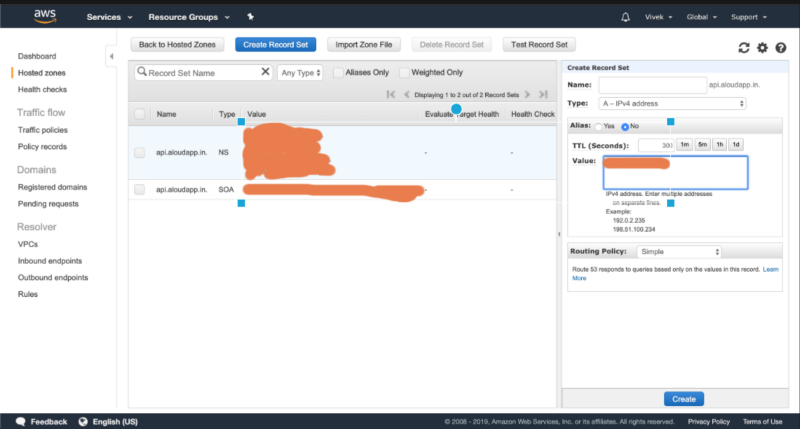 aws
Services
Resource Groups
Vivek
Global
Support
Dashboard
Hosted zones
Health checks
Traffic flow
Traffic policies
Policy records
Domains
Registered domains
Pending requests
Resolver
VPCs
Inbound endpoints
Outbound endpoints
Rules
Back to Hosted Zones
Create Record Set
Import Zone File
Delete Record Set
Test Record Set
Record Set Name
Any Type
Aliases Only
Weighted Only
Displaying 1 to 2 out of 2 Record Sets
Name Type Value Evaluate Target Health Health Check
api.aloudapp.in. NS - -
api.aloudapp.in. SOA - -
Create Record Set
Name: api.aloudapp.in.
Type: A – IPv4 address
Alias: Yes No
TTL (Seconds): 300 1m 5m 1h 1d
Value:
IPv4 address. Enter multiple addresses
on separate lines.
Example:
192.0.2.235
198.51.100.234
Routing Policy: Simple
Route 53 responds to queries based only on the values in this record. Learn
More
Create
Feedback
English (US)
© 2008 - 2019, Amazon Web Services, Inc. or its affiliates. All rights reserved.
Privacy Policy
Terms of Use